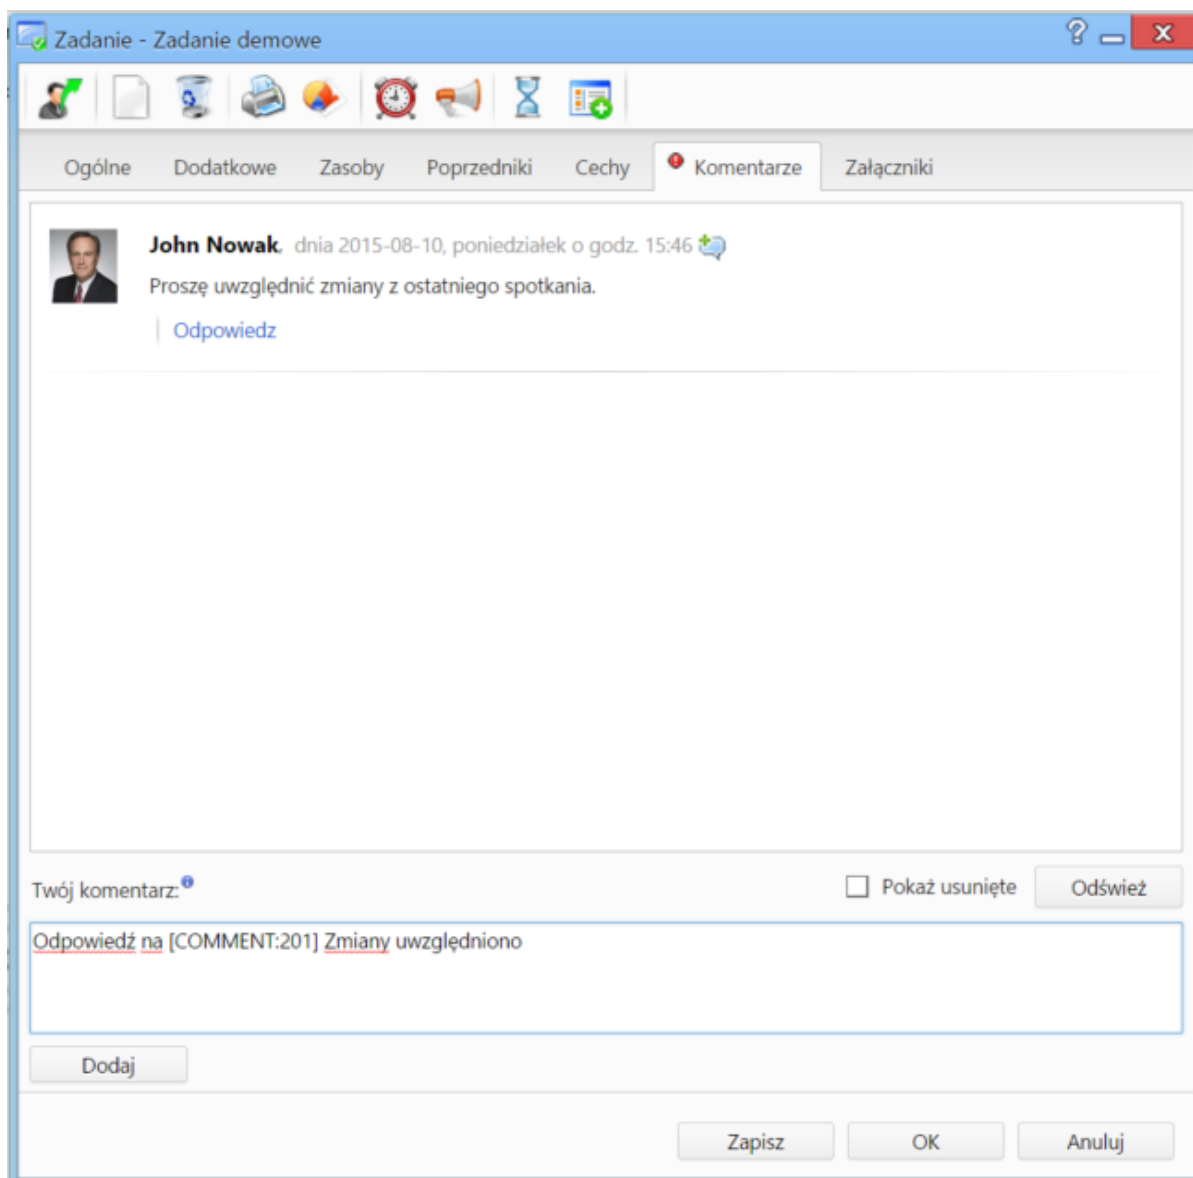 Zadanie - Zadanie demowe
Ogólne Dodatkowe Zasoby Poprzedniki Cechy Komentarze Załączniki
John Nowak, dnia 2015-08-10, poniedziałek o godz. 15:46
Proszę uwzględnić zmiany z ostatniego spotkania.
Odpowiedz
Twój komentarz: Pokaż usunięte Odśwież
Odpowiedź na [COMMENT:201] Zmiany uwzględniono
Dodaj
Zapisz OK Anuluj